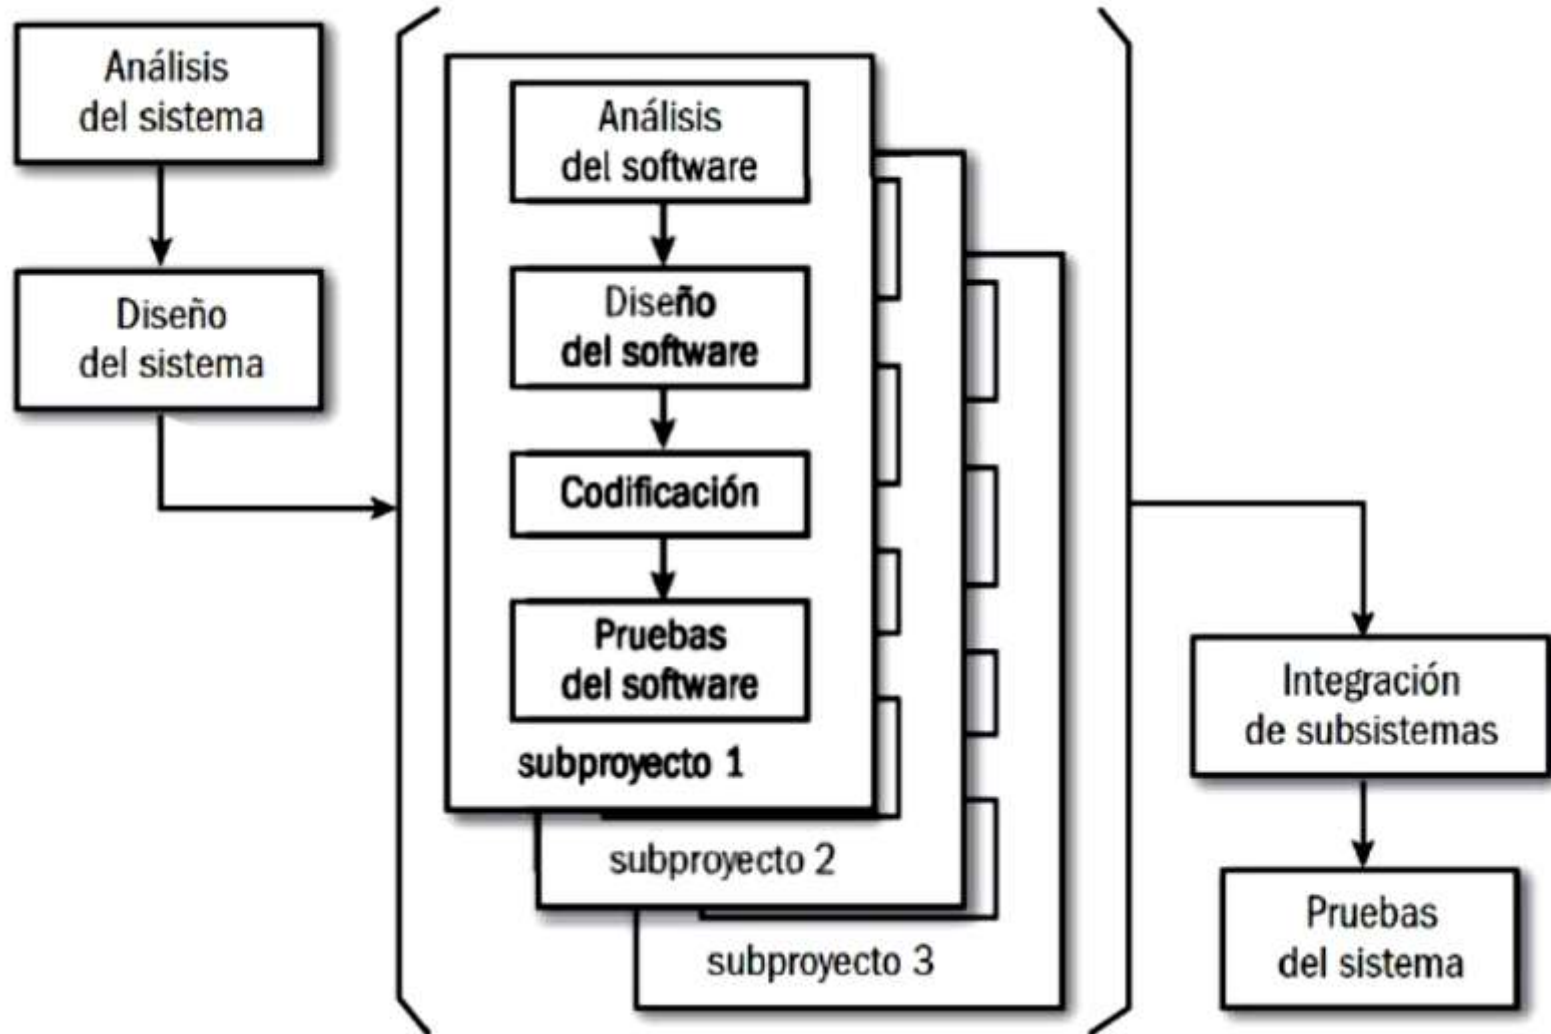 Análisis
del sistema
Diseño
del sistema
Análisis
del software
Diseño
del software
Codificación
Pruebas
del software
subproyecto 1
subproyecto 2
subproyecto 3
Integración
de subsistemas
Pruebas
del sistema